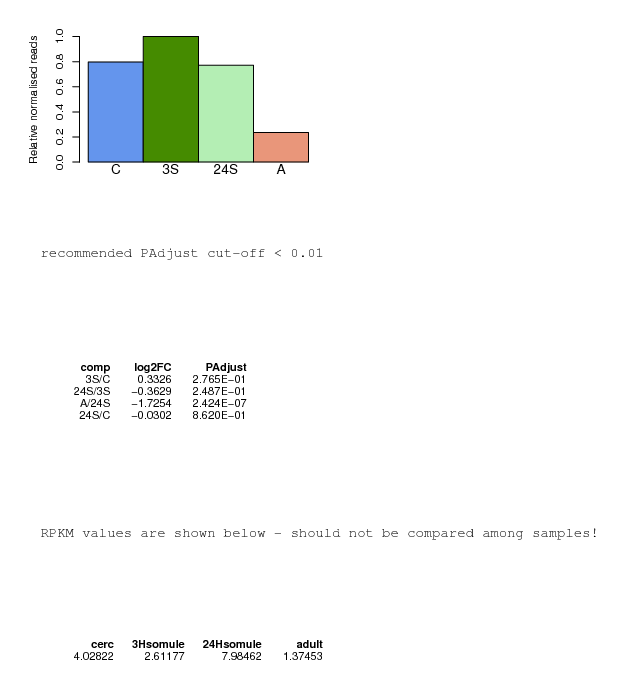 Relative normalised reads
1.0
0.8
0.6
0.4
0.2
0.0
C 3S 24S A
recommended PAdjust cut-off < 0.01
comp log2FC PAdjust
3S/C 0.3326 2.765E−01
24S/3S −0.3629 2.487E−01
A/24S −1.7254 2.424E−07
24S/C −0.0302 8.620E−01
RPKM values are shown below - should not be compared among samples!
cerc 3Hsomule 24Hsomule adult
4.02822 2.61177 7.98462 1.37453